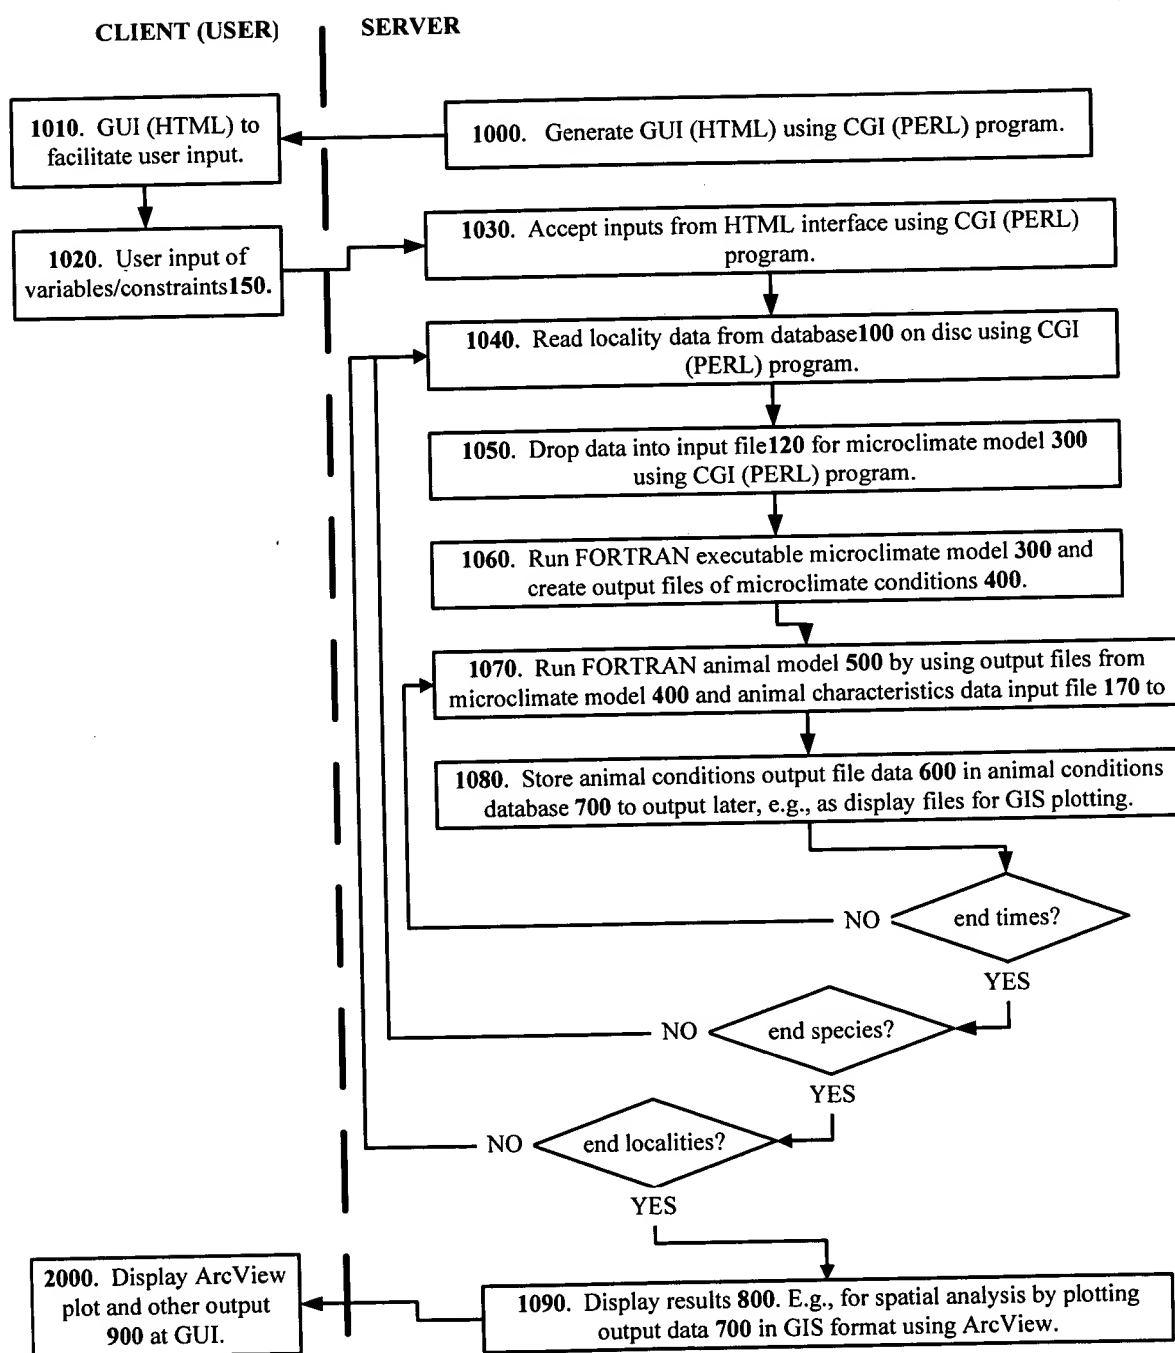 CLIENT (USER)
SERVER
1010. GUI (HTML) to
facilitate user input.
1000. Generate GUI (HTML) using CGI (PERL) program.
1020. User input of
variables/constraints150.
1030. Accept inputs from HTML interface using CGI (PERL)
program.
1040. Read locality data from database100 on disc using CGI
(PERL) program.
1050. Drop data into input file120 for microclimate model 300
using CGI (PERL) program.
1060. Run FORTRAN executable microclimate model 300 and
create output files of microclimate conditions 400.
1070. Run FORTRAN animal model 500 by using output files from
microclimate model 400 and animal characteristics data input file 170 to
1080. Store animal conditions output file data 600 in animal conditions
database 700 to output later, e.g., as display files for GIS plotting.
NO
end times?
YES
NO
end species?
YES
NO
end localities?
YES
2000. Display ArcView
plot and other output
900 at GUI.
1090. Display results 800. E.g., for spatial analysis by plotting
output data 700 in GIS format using ArcView.